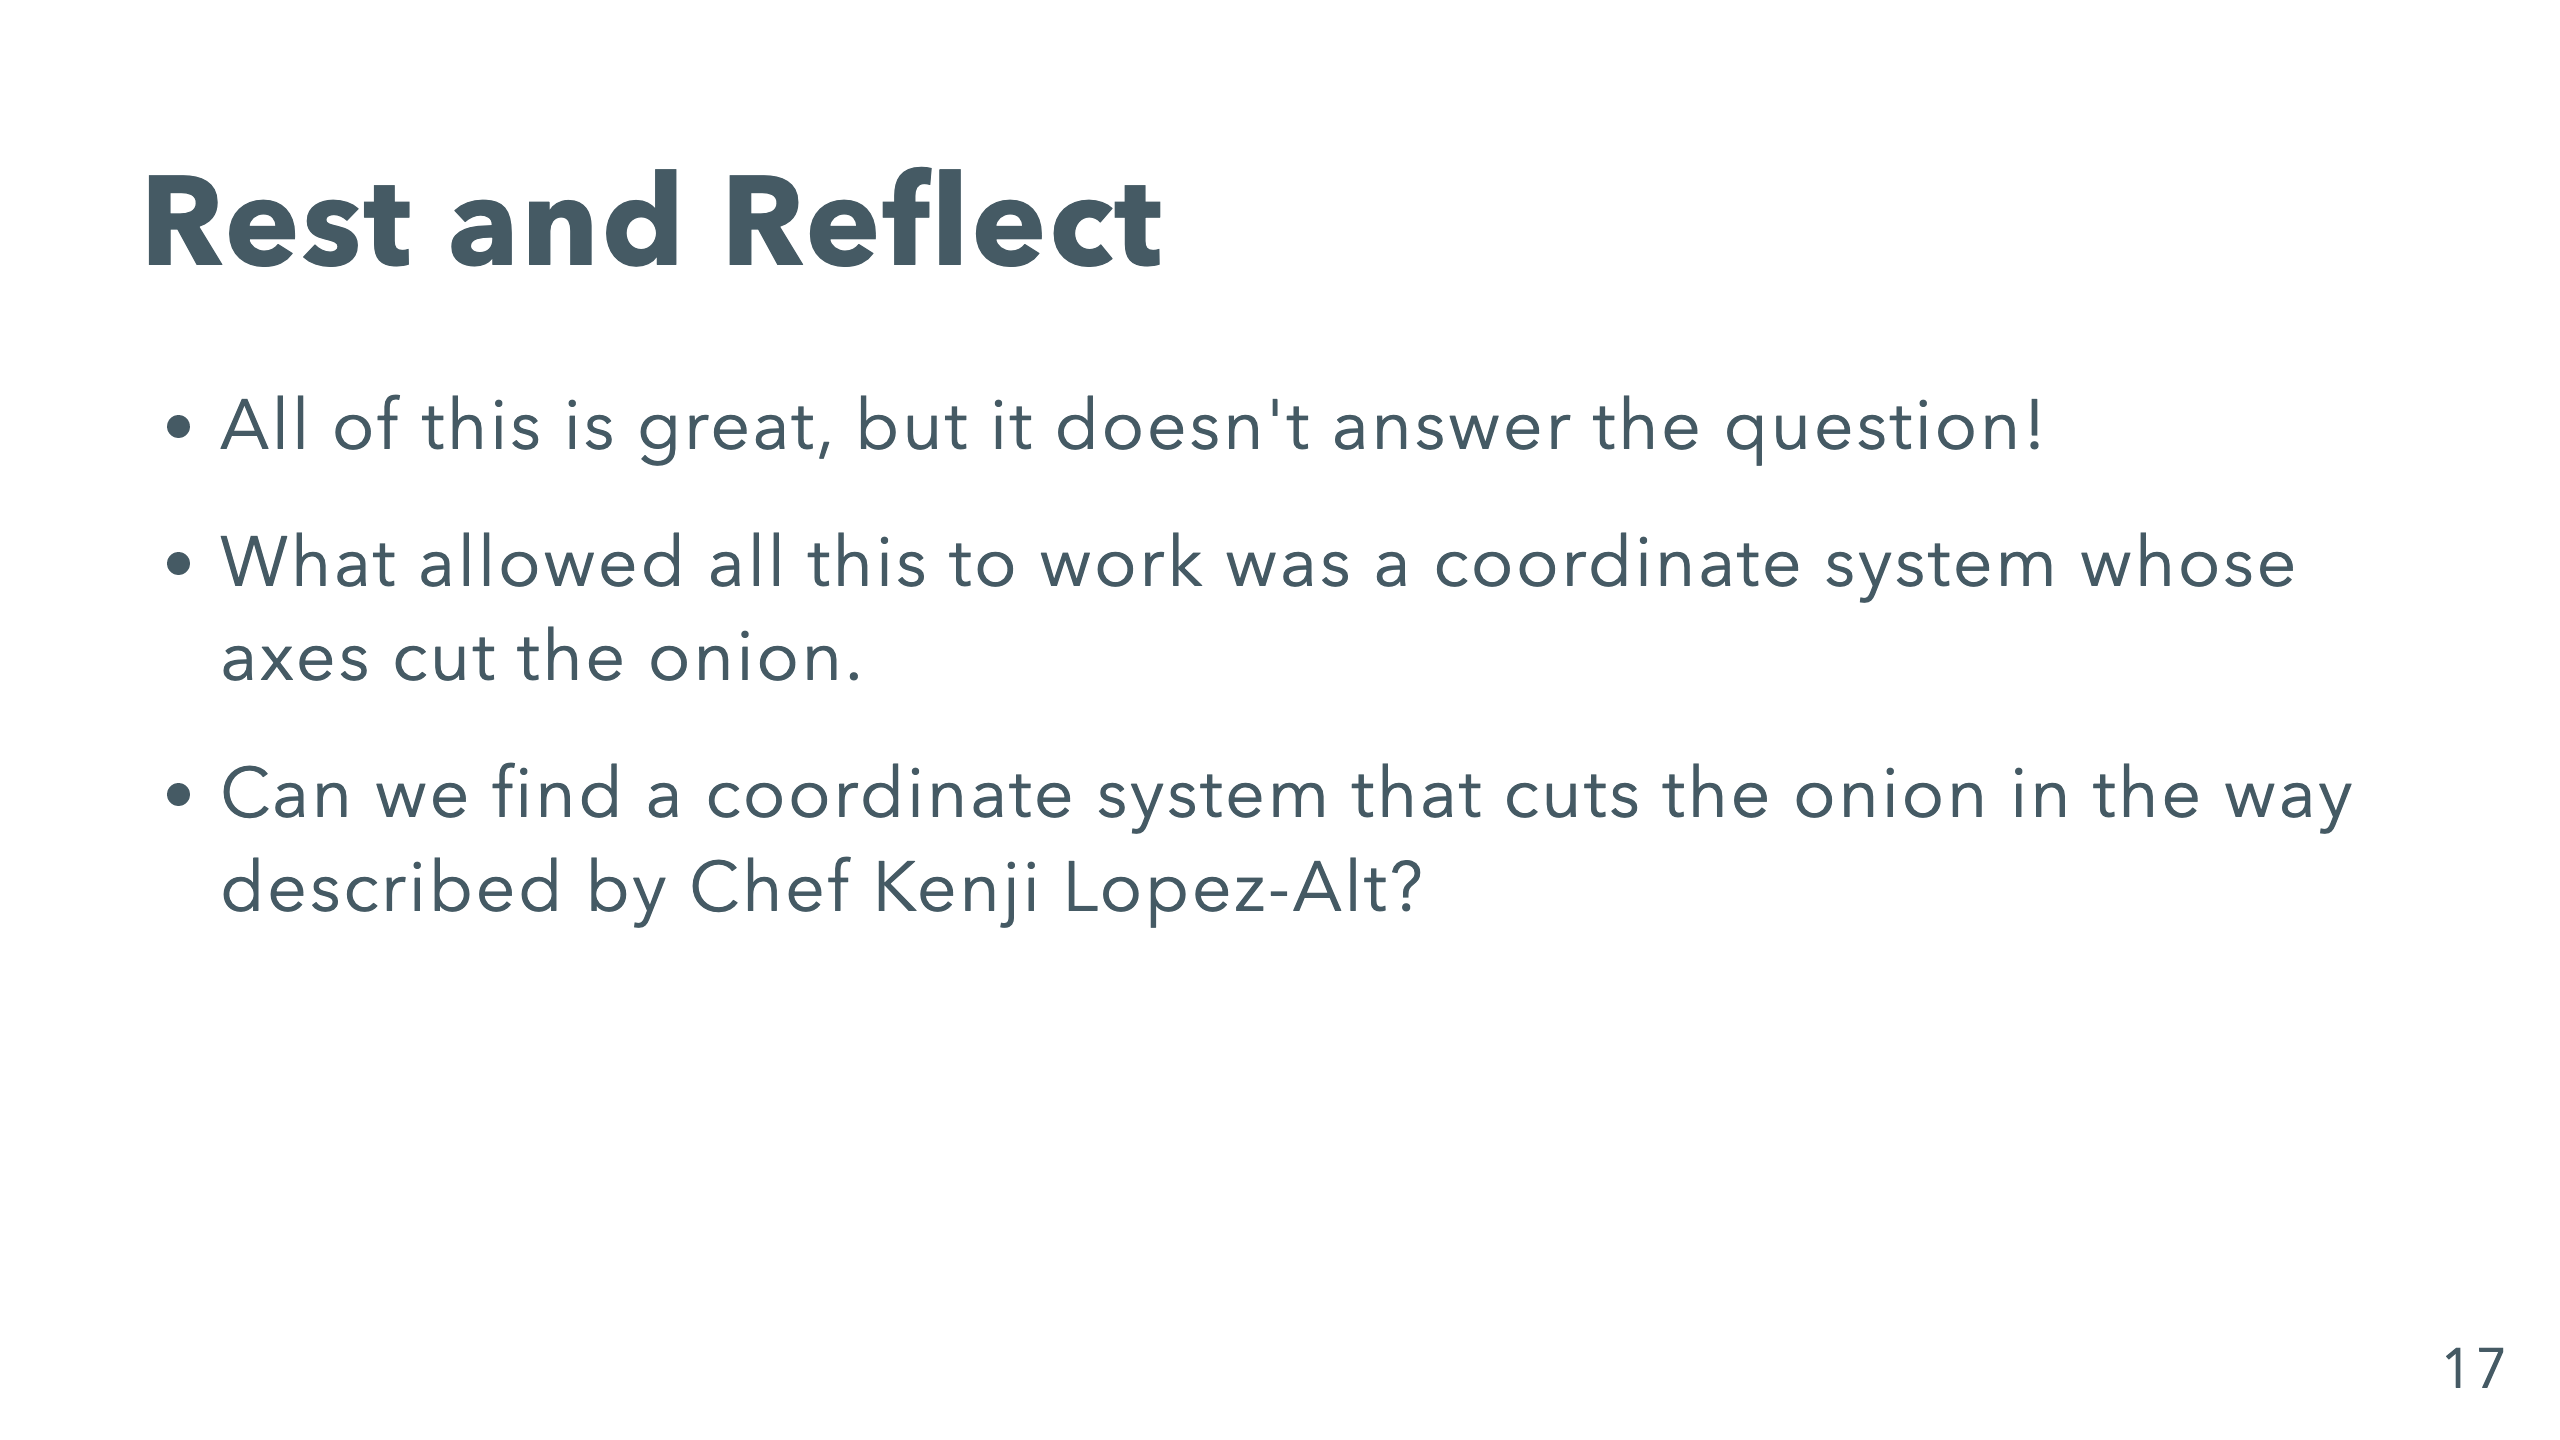 Rest and Reflect
• All of this is great, but it doesn't answer the question!
• What allowed all this to work was a coordinate system whose
axes cut the onion.
• Can we find a coordinate system that cuts the onion in the way
described by Chef Kenji Lopez-Alt?
17